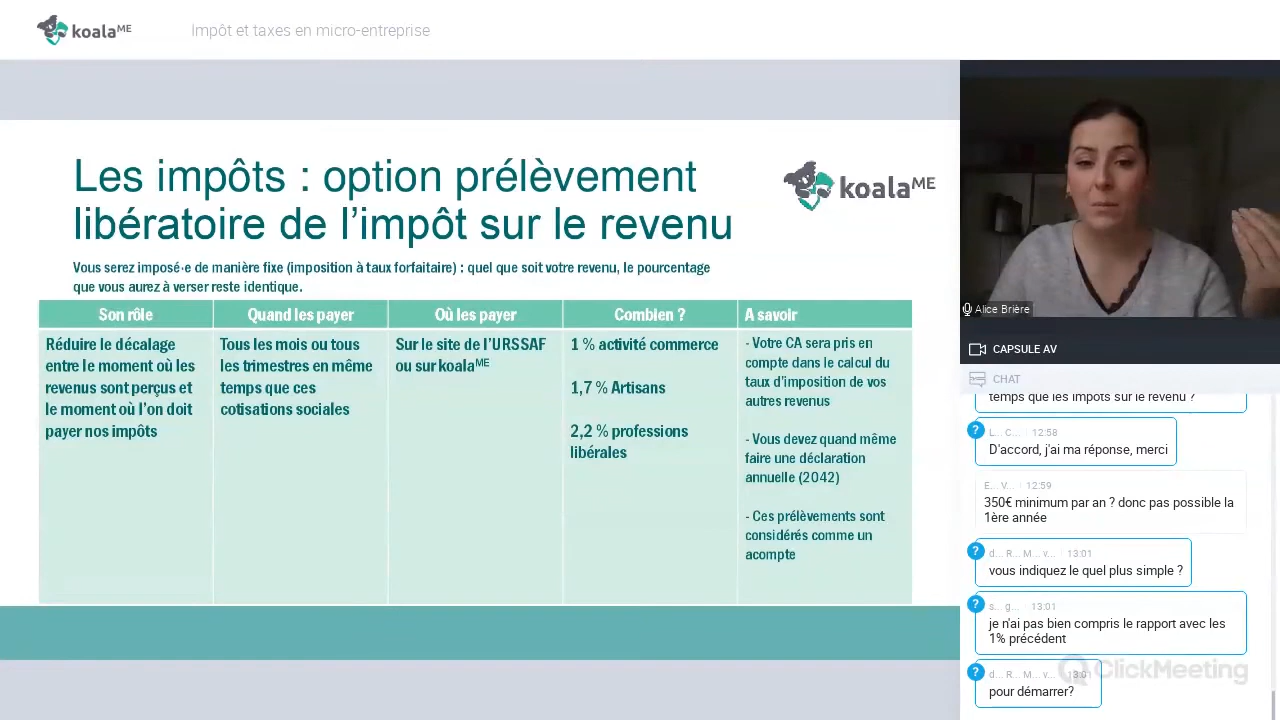 koalaME
Impôt et taxes en micro-entreprise
Les impôts : option prélèvement
libératoire de l’impôt sur le revenu
koalaME
Vous serez imposé·e de manière fixe (imposition à taux forfaitaire) : quel que soit votre revenu, le pourcentage
que vous aurez à verser reste identique.
Son rôle
Quand les payer
Où les payer
Combien ?
A savoir
Réduire le décalage
entre le moment où les
revenus sont perçus et
le moment où l’on doit
payer nos impôts
Tous les mois ou tous
les trimestres en même
temps que ces
cotisations sociales
Sur le site de l’URSSAF
ou sur koalaME
1 % activité commerce
1,7 % Artisans
2,2 % professions
libérales
- Votre CA sera pris en
compte dans le calcul du
taux d’imposition de vos
autres revenus
- Vous devez quand même
faire une déclaration
annuelle (2042)
- Ces prélèvements sont
considérés comme un
acompte
Alice Brière
CAPSULE AV
CHAT
temps que les impots sur le revenu ?
?
L... C... 12:58
D'accord, j'ai ma réponse, merci
E... V... 12:59
350€ minimum par an ? donc pas possible la
1ère année
?
d... R... M... v... 13:01
vous indiquez le quel plus simple ?
?
s... g... 13:01
je n'ai pas bien compris le rapport avec les
1% précédent
?
d... R... M... v... 13:01
pour démarrer?
ClickMeeting